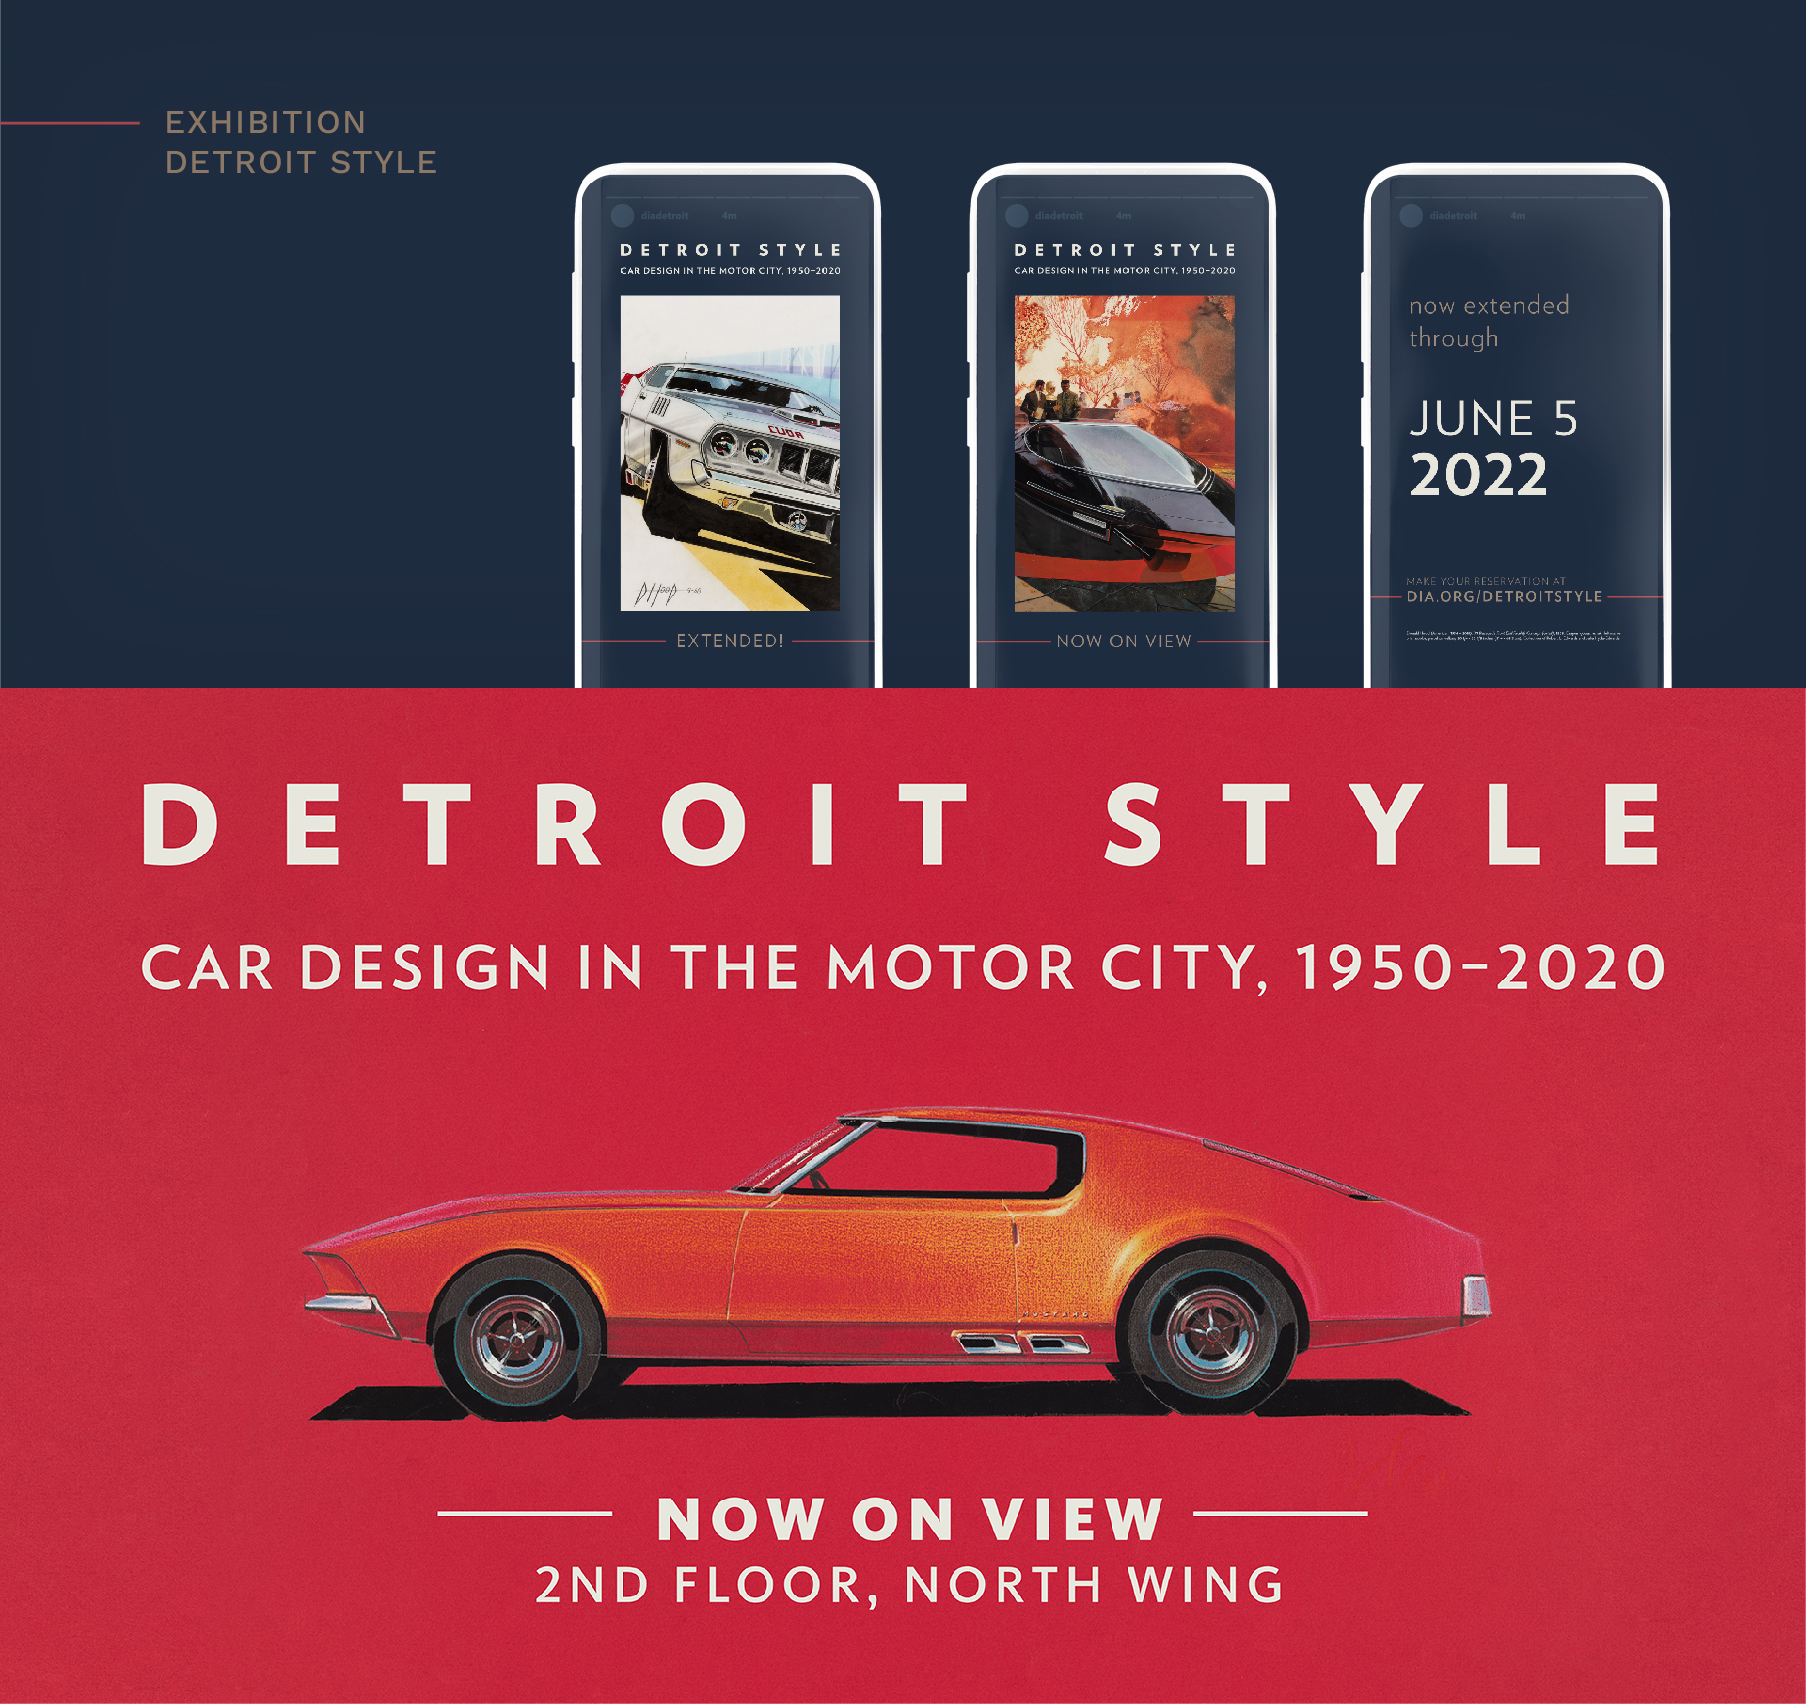 EXHIBITION
DETROIT STYLE
diadetroit 4m
DETROIT STYLE
CAR DESIGN IN THE MOTOR CITY, 1950–2020
CUDA
EXTENDED!
diadetroit 4m
DETROIT STYLE
CAR DESIGN IN THE MOTOR CITY, 1950–2020
NOW ON VIEW
diadetroit 4m
now extended
through
JUNE 5
2022
MAKE YOUR RESERVATION AT
DIA.ORG/DETROITSTYLE
DETROIT STYLE
CAR DESIGN IN THE MOTOR CITY, 1950–2020
MUSTANG
NOW ON VIEW
2ND FLOOR, NORTH WING